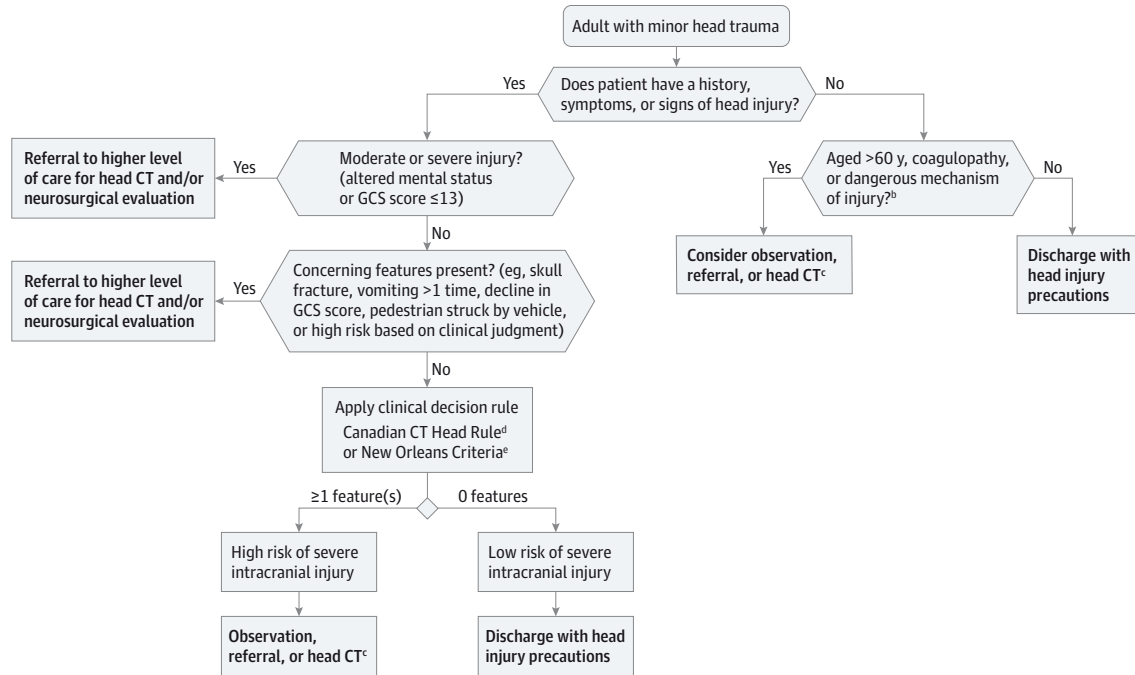 Adult with minor head trauma
Does patient have a history,
symptoms, or signs of head injury?
Yes
No
Referral to higher level
of care for head CT and/or
neurosurgical evaluation
Yes
Moderate or severe injury?
(altered mental status
or GCS score ≤13)
No
Yes
Aged >60 y, coagulopathy,
or dangerous mechanism
of injury?ᵇ
No
Consider observation,
referral, or head CTᶜ
Discharge with
head injury
precautions
Referral to higher level
of care for head CT and/or
neurosurgical evaluation
Yes
Concerning features present? (eg, skull
fracture, vomiting >1 time, decline in
GCS score, pedestrian struck by vehicle,
or high risk based on clinical judgment)
No
Apply clinical decision rule
Canadian CT Head Ruleᵈ
or New Orleans Criteriaᵉ
≥1 feature(s)
0 features
High risk of severe
intracranial injury
Low risk of severe
intracranial injury
Observation,
referral, or head CTᶜ
Discharge with head
injury precautions